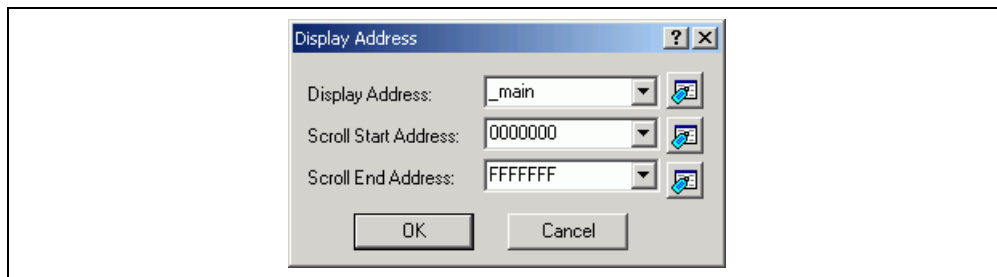 Display Address
Display Address: _main
Scroll Start Address: 0000000
Scroll End Address: FFFFFFF
OK Cancel